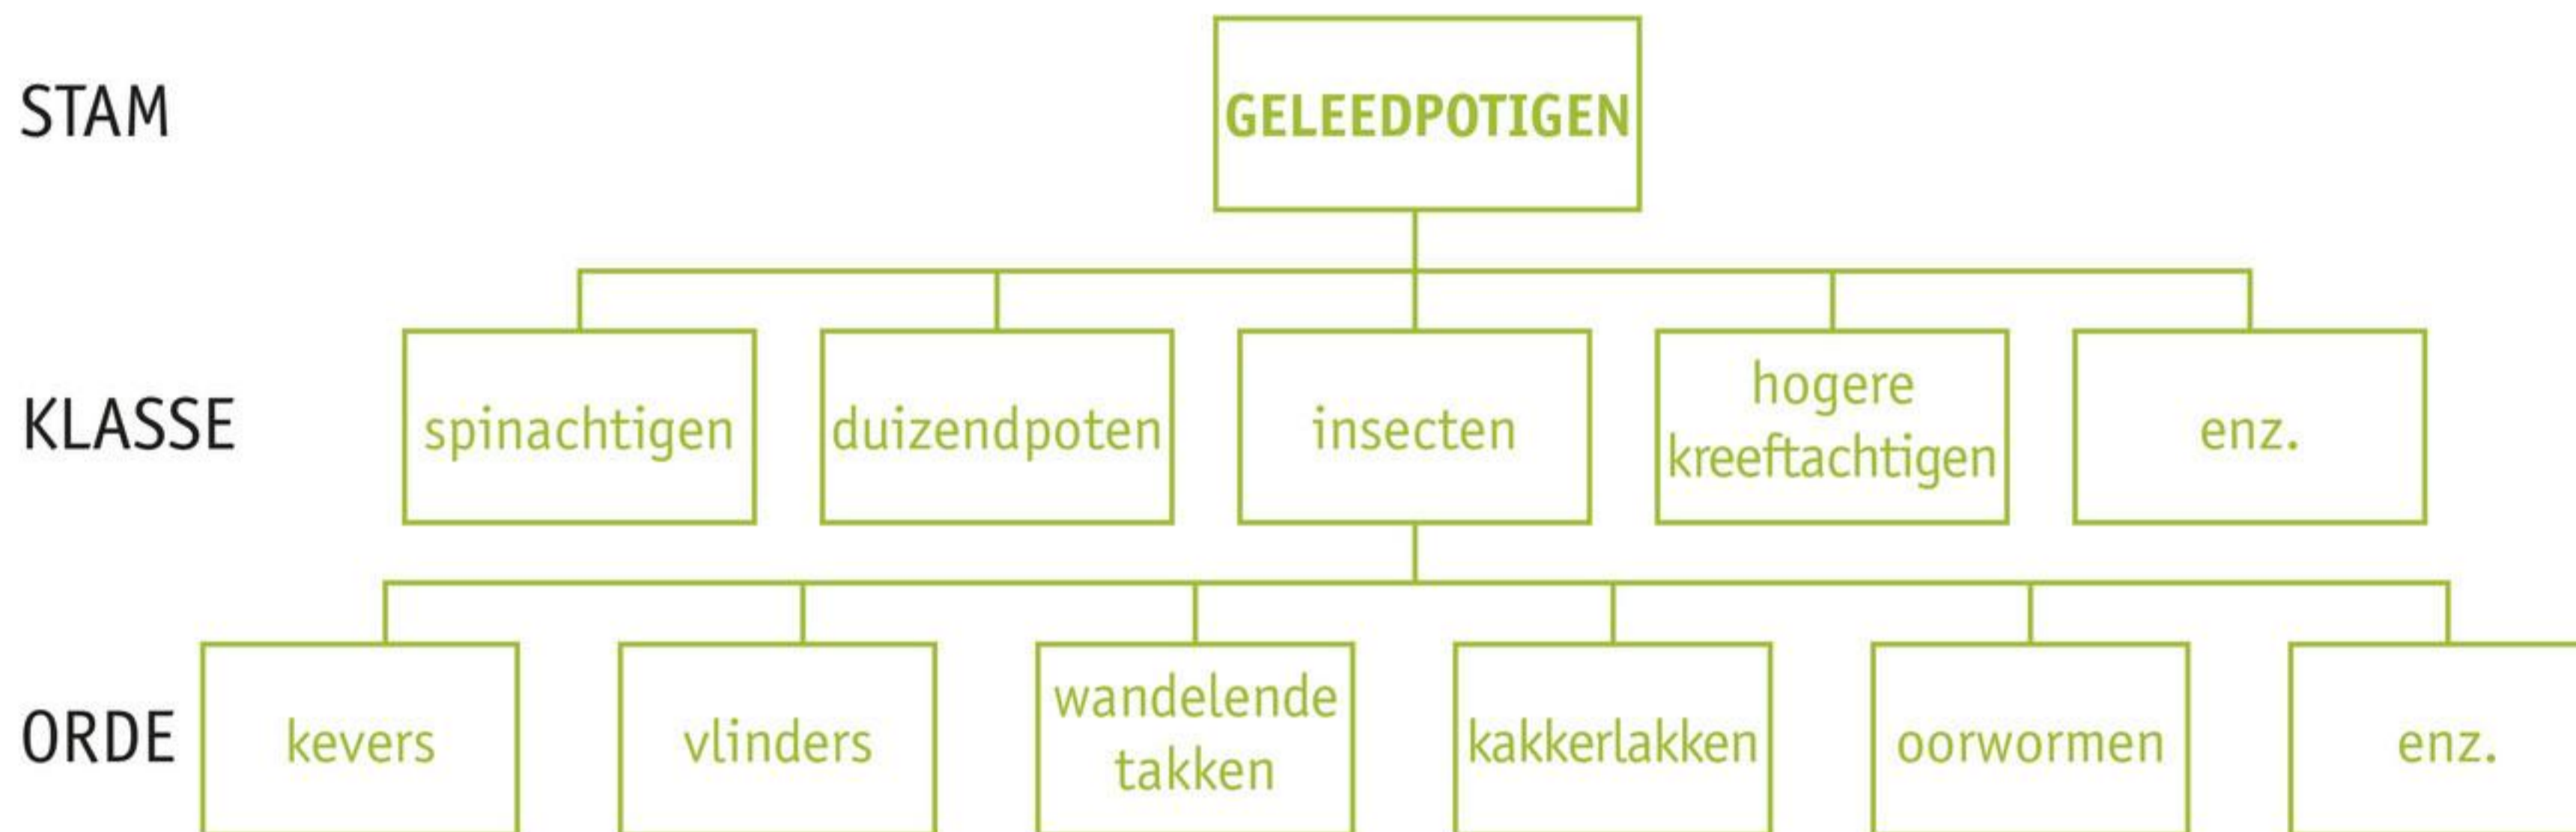 STAM
GELEEDPOTIGEN
KLASSE
spinachtigen
duizendpoten
insecten
hogere
kreeftachtigen
enz.
ORDE
kevers
vlinders
wandelende
takken
kakkerlakken
oorwormen
enz.